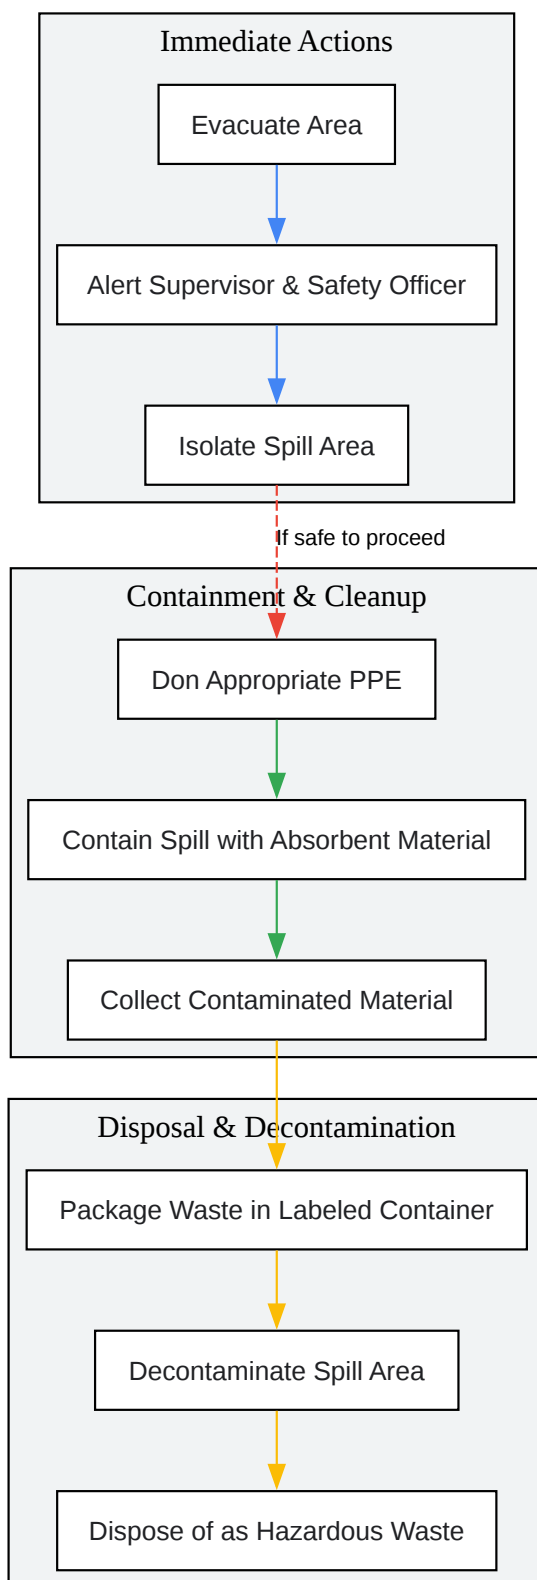 Immediate Actions
Evacuate Area
Alert Supervisor & Safety Officer
Isolate Spill Area
If safe to proceed
Containment & Cleanup
Don Appropriate PPE
Contain Spill with Absorbent Material
Collect Contaminated Material
Disposal & Decontamination
Package Waste in Labeled Container
Decontaminate Spill Area
Dispose of as Hazardous Waste